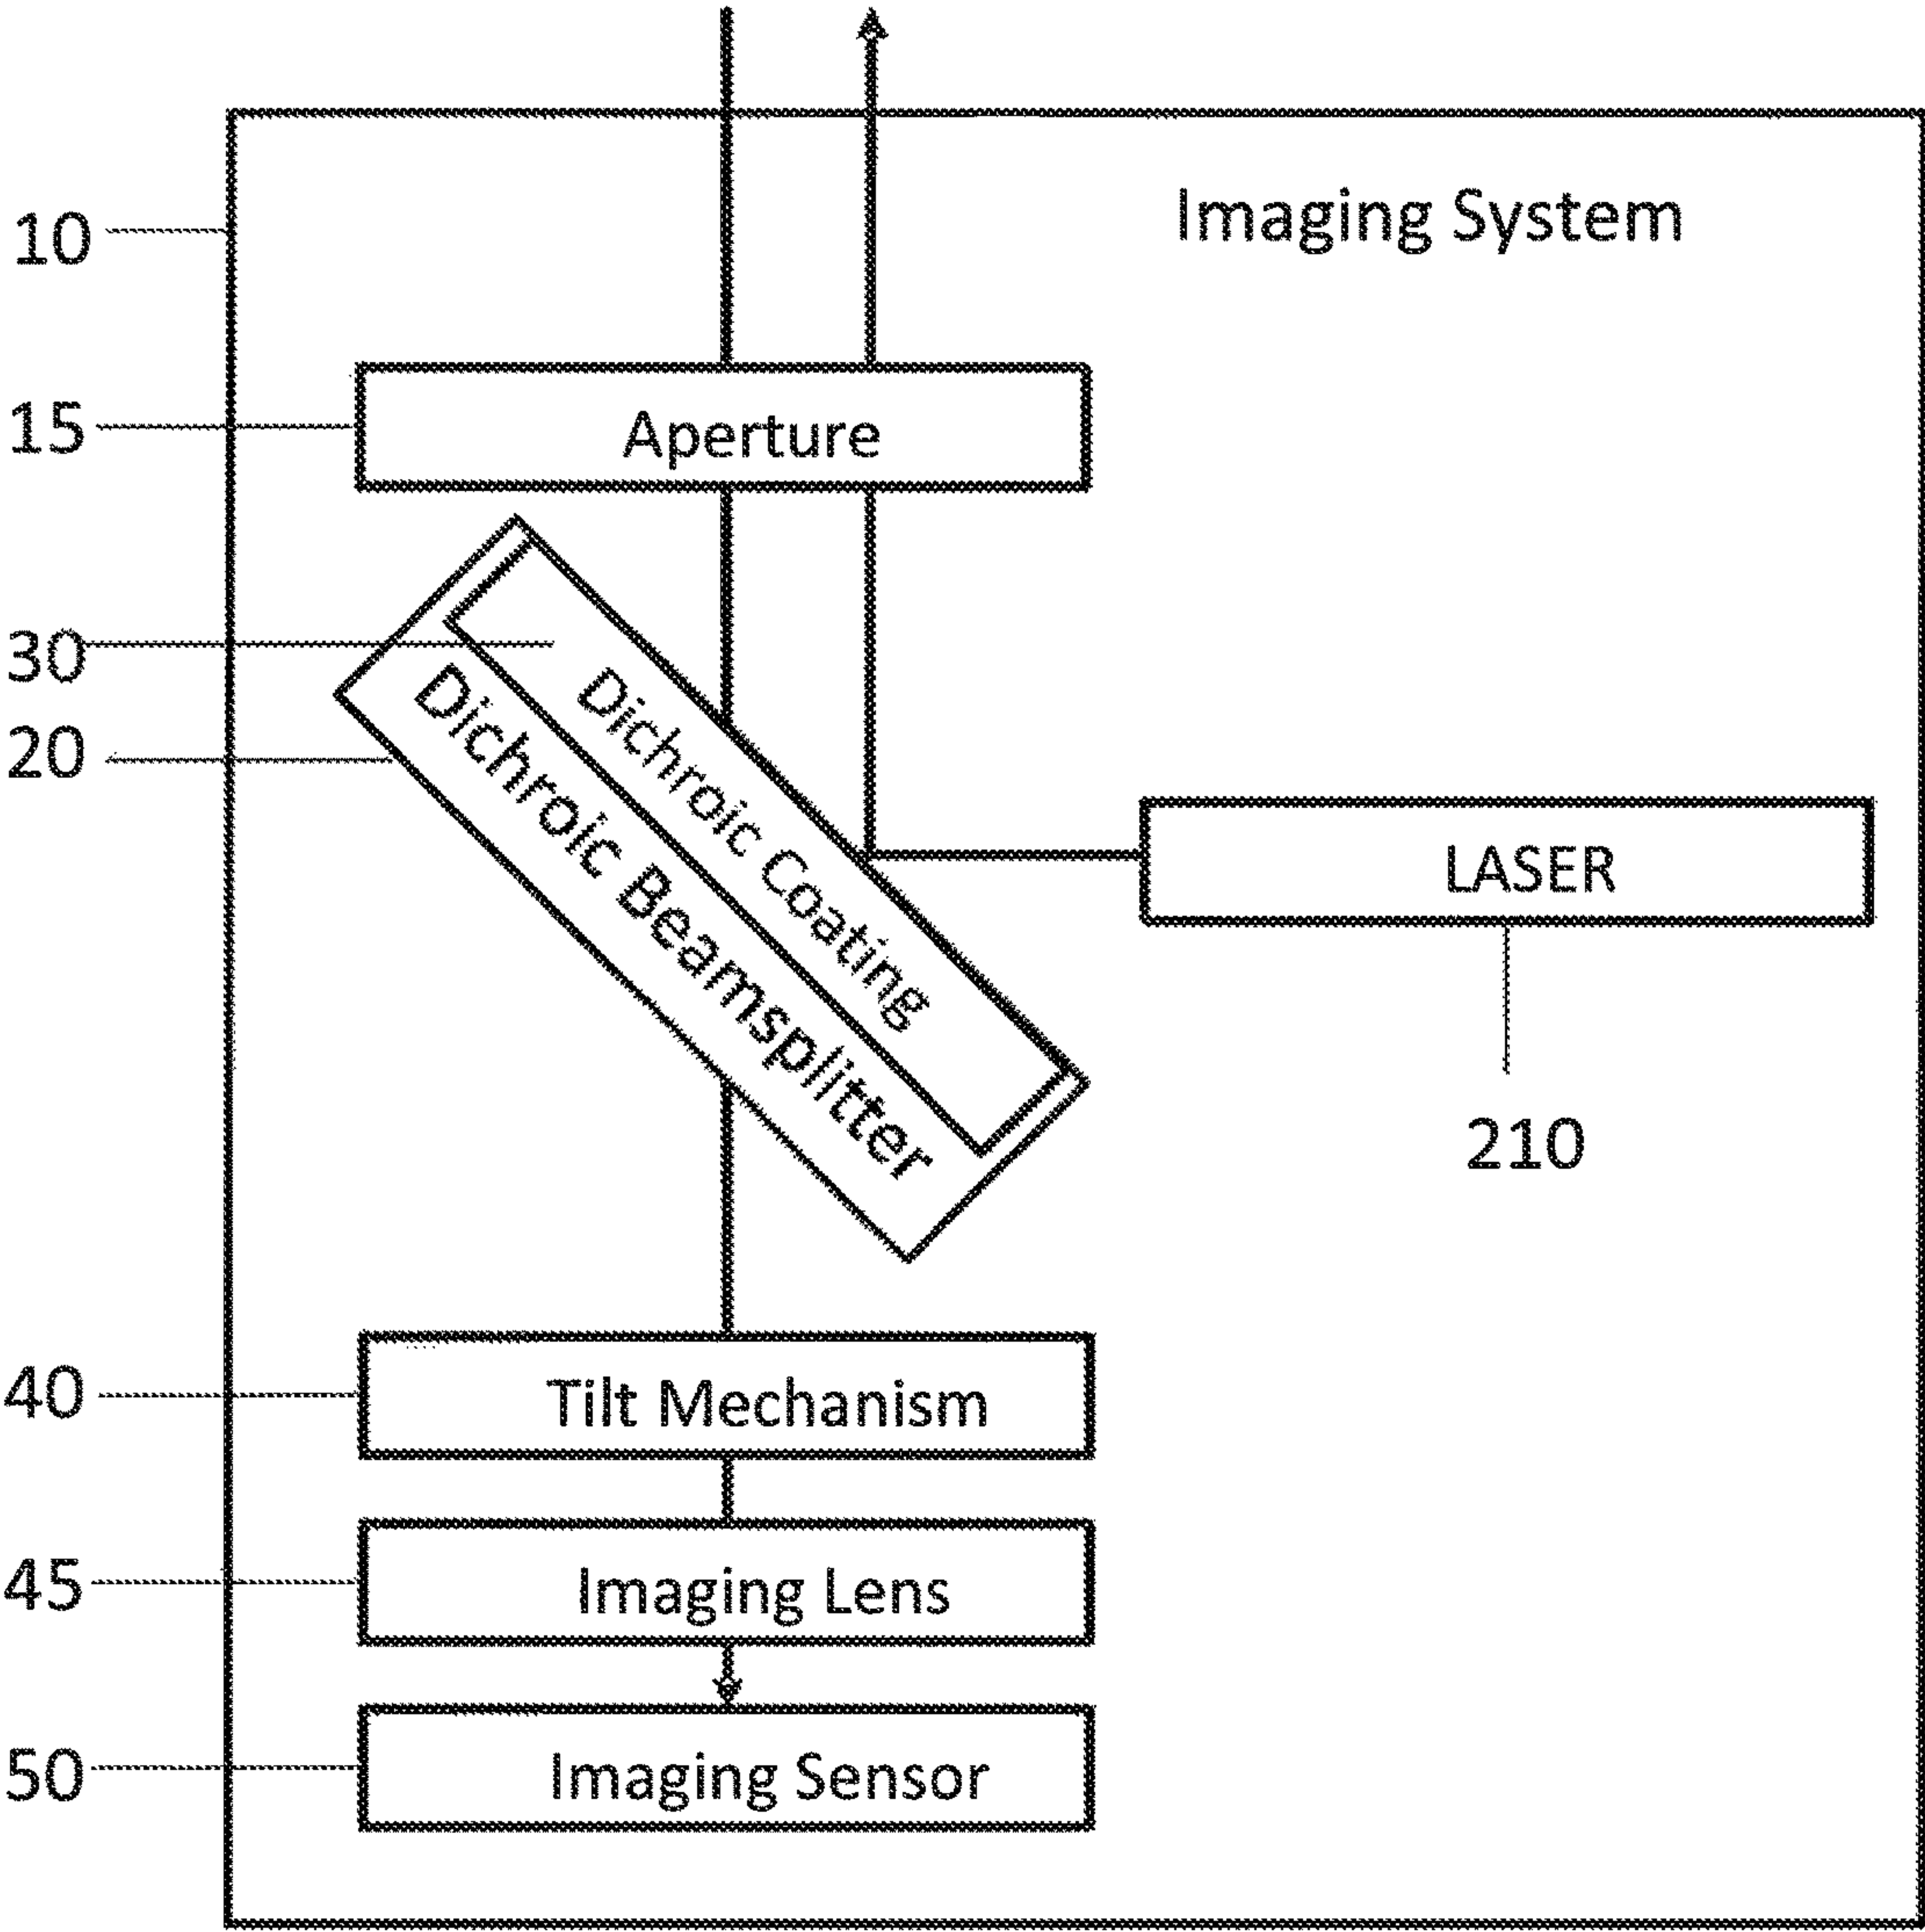 Imaging System
10
15
Aperture
30
Dichroic Coating
20
Dichroic Beamsplitter
LASER
210
40
Tilt Mechanism
45
Imaging Lens
50
Imaging Sensor